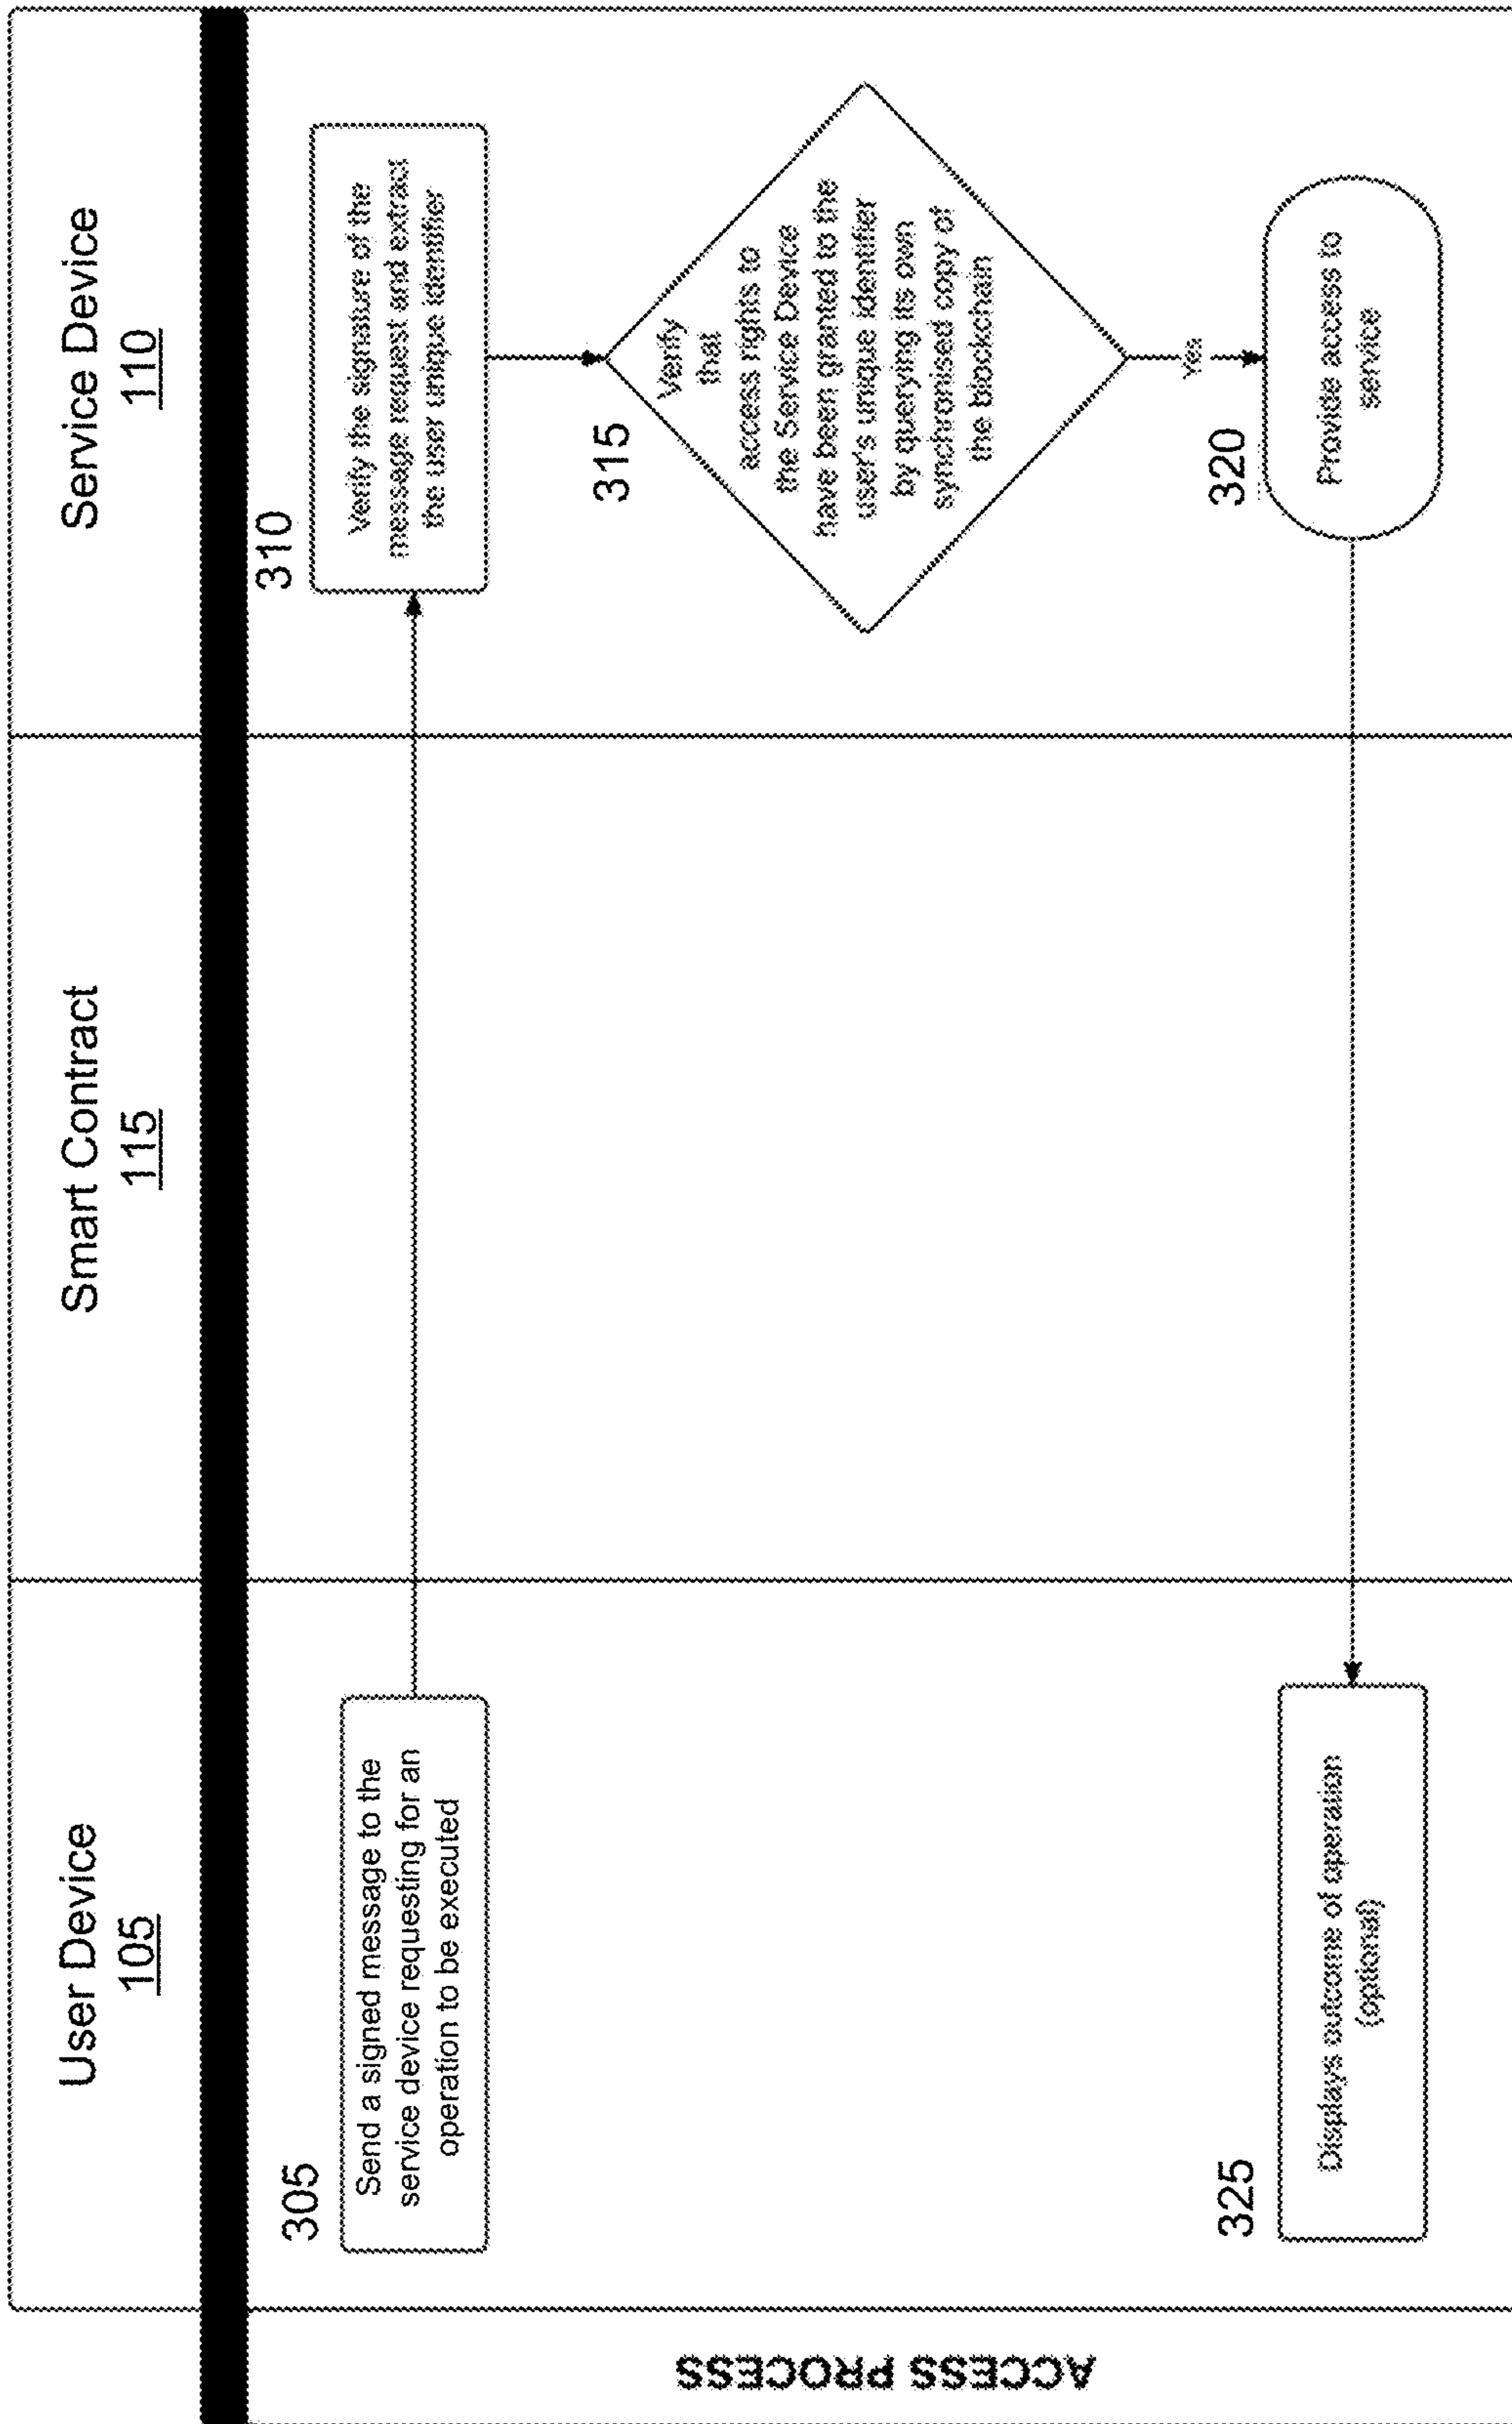 User Device
105
Smart Contract
115
Service Device
110
ACCESS PROCESS
305
Send a signed message to the
service device requesting for an
operation to be executed
310
Verify the signature of the
message request and extract
the user unique identifier
315
Verify
that
access rights to
the Service Device
have been granted to the
user's unique identifier
by querying its own
synchronised copy of
the blockchain
Yes
320
Provide access to
service
325
Displays outcome of operation
(optional)